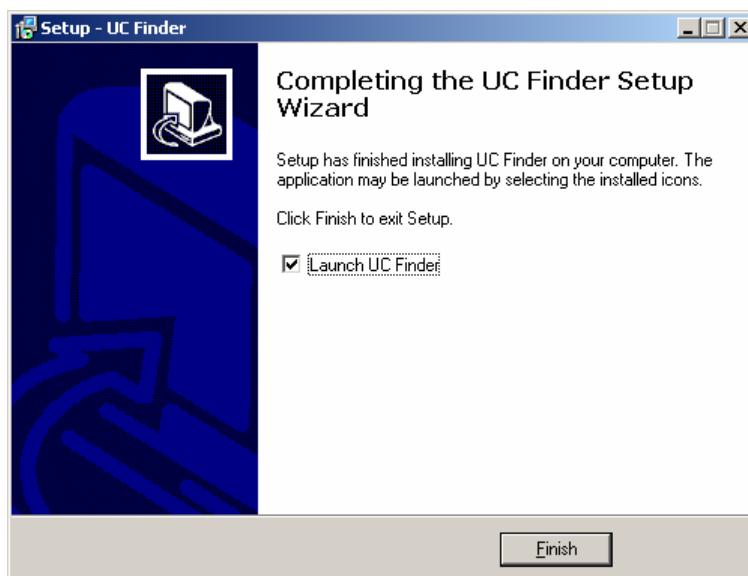 Setup - UC Finder
Completing the UC Finder Setup
Wizard
Setup has finished installing UC Finder on your computer. The
application may be launched by selecting the installed icons.
Click Finish to exit Setup.
Launch UC Finder
Finish